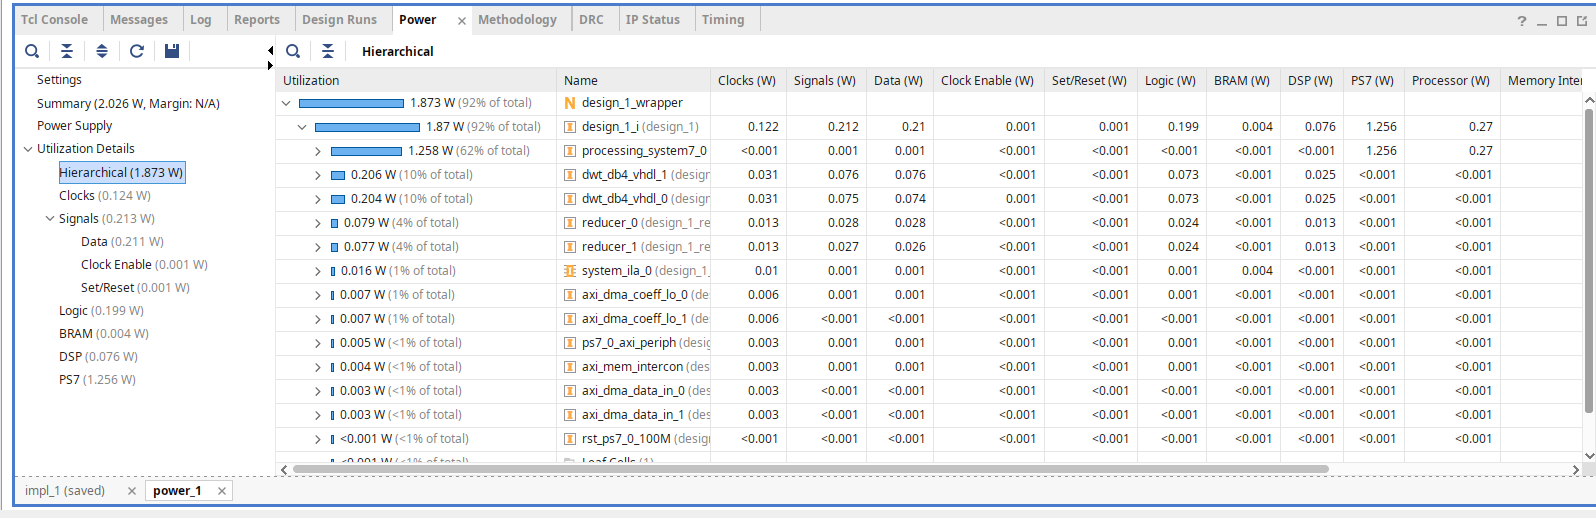 Tcl Console Messages Log Reports Design Runs Power × Methodology DRC IP Status Timing ? _
Hierarchical
Settings
Summary (2.026 W, Margin: N/A)
Power Supply
Utilization Details
Hierarchical (1.873 W)
Clocks (0.124 W)
Signals (0.213 W)
Data (0.211 W)
Clock Enable (0.001 W)
Set/Reset (0.001 W)
Logic (0.199 W)
BRAM (0.004 W)
DSP (0.076 W)
PS7 (1.256 W)
Utilization Name Clocks (W) Signals (W) Data (W) Clock Enable (W) Set/Reset (W) Logic (W) BRAM (W) DSP (W) PS7 (W) Processor (W) Memory Inter
1.873 W (92% of total) N design_1_wrapper
1.87 W (92% of total) design_1_i (design_1) 0.122 0.212 0.21 0.001 0.001 0.199 0.004 0.076 1.256 0.27
1.258 W (62% of total) processing_system7_0 <0.001 0.001 0.001 <0.001 <0.001 0.001 <0.001 <0.001 1.256 0.27
0.206 W (10% of total) dwt_db4_vhdl_1 (design 0.031 0.076 0.076 <0.001 <0.001 0.073 <0.001 0.025 <0.001 <0.001
0.204 W (10% of total) dwt_db4_vhdl_0 (design 0.031 0.075 0.074 0.001 <0.001 0.073 <0.001 0.025 <0.001 <0.001
0.079 W (4% of total) reducer_0 (design_1_re 0.013 0.028 0.028 <0.001 <0.001 0.024 <0.001 0.013 <0.001 <0.001
0.077 W (4% of total) reducer_1 (design_1_re 0.013 0.027 0.026 <0.001 <0.001 0.024 <0.001 0.013 <0.001 <0.001
0.016 W (1% of total) system_ila_0 (design_1_ 0.01 0.001 0.001 <0.001 <0.001 0.001 0.004 <0.001 <0.001 <0.001
0.007 W (1% of total) axi_dma_coeff_lo_0 (de 0.006 0.001 0.001 <0.001 <0.001 <0.001 <0.001 <0.001 <0.001 <0.001
0.007 W (1% of total) axi_dma_coeff_lo_1 (de 0.006 <0.001 <0.001 <0.001 <0.001 <0.001 <0.001 <0.001 <0.001 <0.001
0.005 W (<1% of total) ps7_0_axi_periph (desig 0.003 0.001 0.001 <0.001 <0.001 0.001 <0.001 <0.001 <0.001 <0.001
0.004 W (<1% of total) axi_mem_intercon (des 0.003 0.001 0.001 <0.001 <0.001 <0.001 <0.001 <0.001 <0.001 <0.001
0.003 W (<1% of total) axi_dma_data_in_0 (des 0.003 <0.001 <0.001 <0.001 <0.001 <0.001 <0.001 <0.001 <0.001 <0.001
0.003 W (<1% of total) axi_dma_data_in_1 (des 0.003 <0.001 <0.001 <0.001 <0.001 <0.001 <0.001 <0.001 <0.001 <0.001
<0.001 W (<1% of total) rst_ps7_0_100M (desig <0.001 <0.001 <0.001 <0.001 <0.001 <0.001 <0.001 <0.001 <0.001 <0.001
<0.001 W (<1% of total) Leaf Cells (1)
impl_1 (saved) × power_1 ×